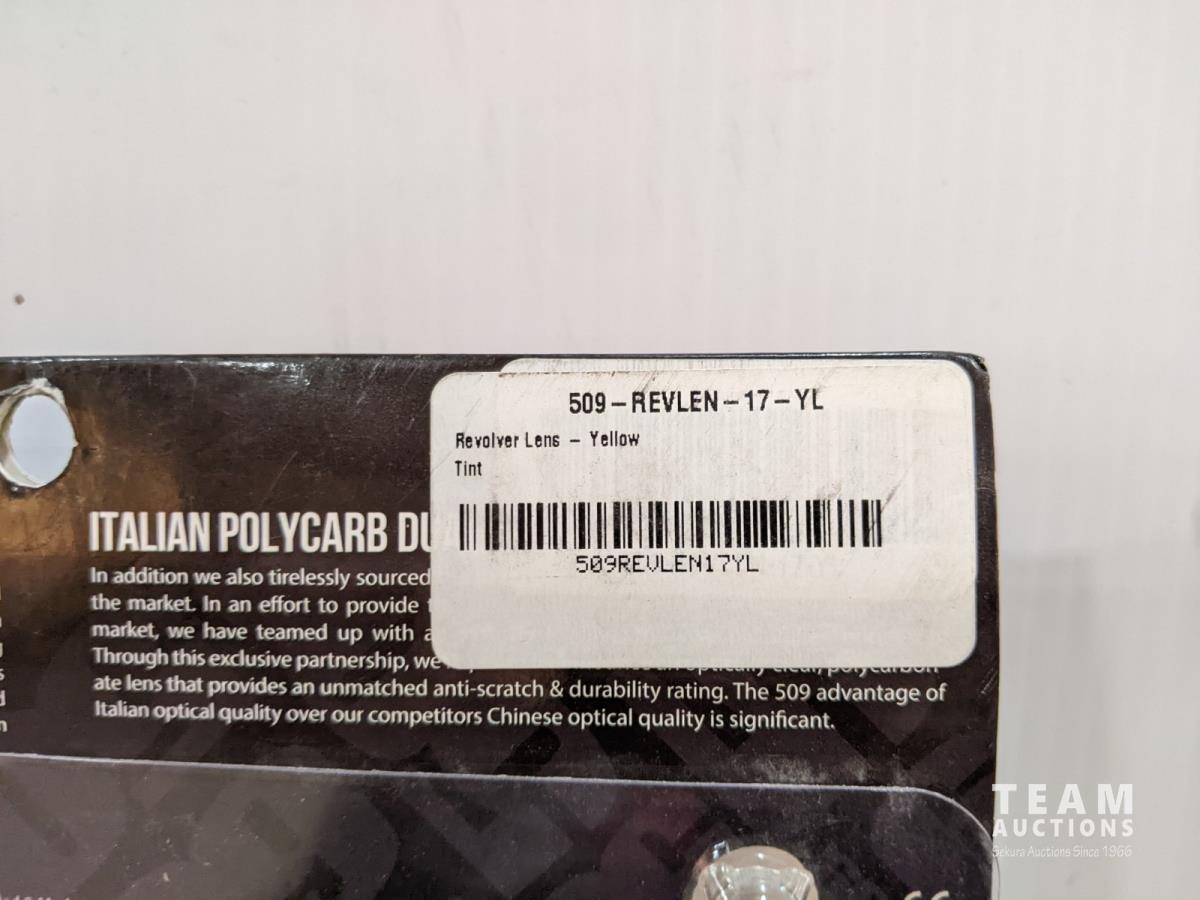 509-REVLEN-17-YL
Revolver Lens - Yellow
Tint
509REVLEN17YL
ITALIAN POLYCARB
In addition we also tirelessly sourced
the market. In an effort to provide
market, we have teamed up with a
Through this exclusive partnership, we optically clear, polycarbon
ate lens that provides an unmatched anti-scratch & durability rating. The 509 advantage of
Italian optical quality over our competitors Chinese optical quality is significant.
TEAM
AUCTIONS
Sekura Auctions Since 1966